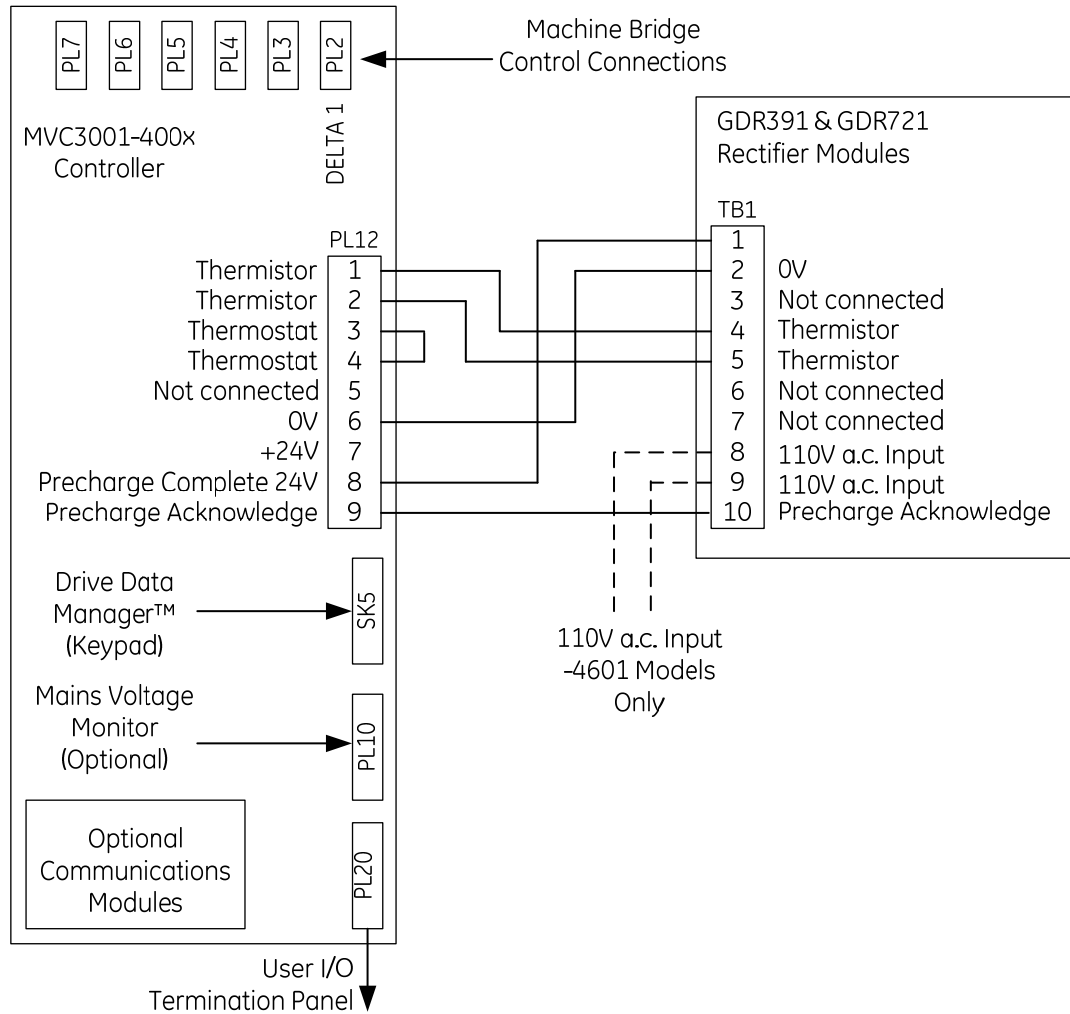 PL7
PL6
PL5
PL4
PL3
PL2
Machine Bridge
Control Connections
DELTA 1
MVC3001-400x
Controller
GDR391 & GDR721
Rectifier Modules
PL12
Thermistor 1
Thermistor 2
Thermostat 3
Thermostat 4
Not connected 5
0V 6
+24V 7
Precharge Complete 24V 8
Precharge Acknowledge 9
TB1
1
2 0V
3 Not connected
4 Thermistor
5 Thermistor
6 Not connected
7 Not connected
8 110V a.c. Input
9 110V a.c. Input
10 Precharge Acknowledge
110V a.c. Input
-4601 Models
Only
Drive Data
Manager™
(Keypad)
SK5
Mains Voltage
Monitor
(Optional)
PL10
Optional
Communications
Modules
PL20
User I/O
Termination Panel